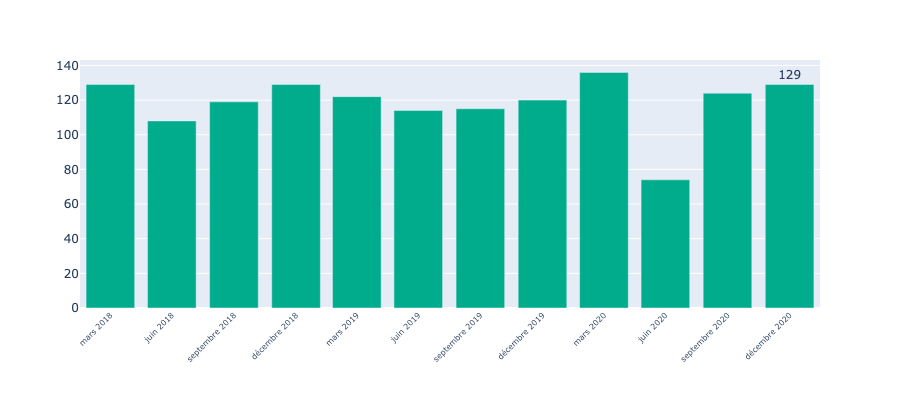 140
129
120
100
80
60
40
20
0
mars 2018
juin 2018
septembre 2018
décembre 2018
mars 2019
juin 2019
septembre 2019
décembre 2019
mars 2020
juin 2020
septembre 2020
décembre 2020